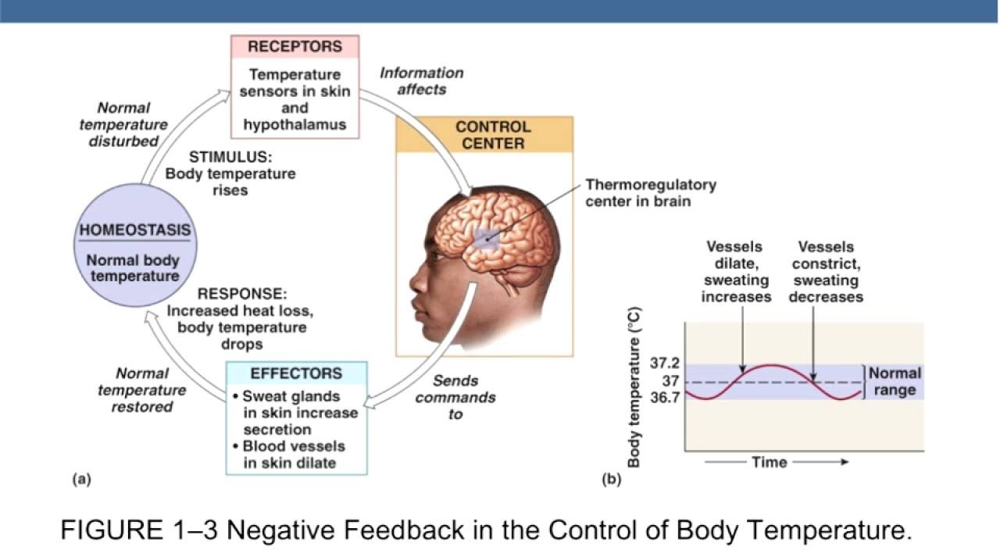 RECEPTORS
Temperature
sensors in skin
and
hypothalamus
Information
affects
Normal
temperature
disturbed
STIMULUS:
Body temperature
rises
CONTROL
CENTER
Thermoregulatory
center in brain
HOMEOSTASIS
Normal body
temperature
RESPONSE:
Increased heat loss,
body temperature
drops
Normal
temperature
restored
EFFECTORS
• Sweat glands
in skin increase
secretion
• Blood vessels
in skin dilate
Sends
commands
to
(a)
Vessels
dilate,
sweating
increases
Vessels
constrict,
sweating
decreases
Body temperature (°C)
37.2
37
36.7
Normal
range
Time
(b)
FIGURE 1–3 Negative Feedback in the Control of Body Temperature.